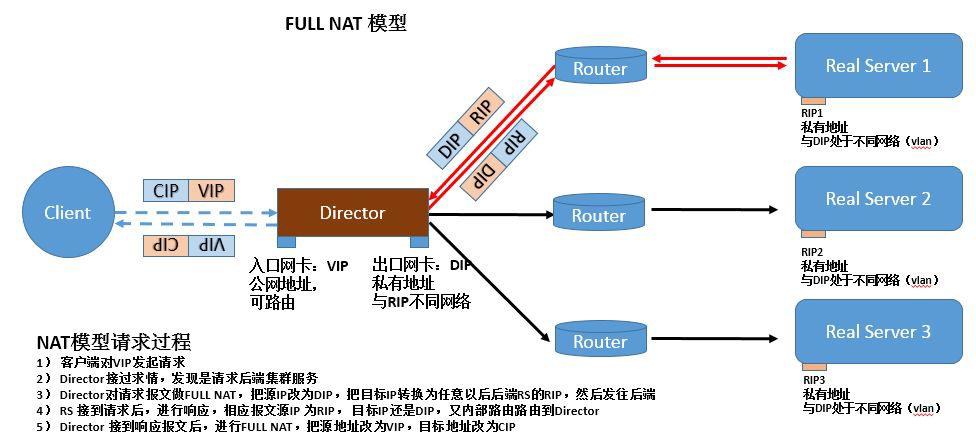 FULL NAT 模型
Router
Real Server 1
RIP1
私有地址
与DIP处于不同网络（vlan）
DIP RIP
RIP DIP
CIP VIP
Client
Director
VIP CIP
Router
Real Server 2
RIP2
私有地址
与DIP处于不同网络（vlan）
入口网卡：VIP
公网地址，
可路由
出口网卡：DIP
私有地址
与RIP不同网络
Router
Real Server 3
RIP3
私有地址
与DIP处于不同网络（vlan）
NAT模型请求过程
1） 客户端对VIP发起请求
2） Director接过求情，发现是请求后端集群服务
3） Director对请求报文做FULL NAT，把源IP改为DIP，把目标IP转换为任意以后后端RS的RIP，然后发往后端
4） RS 接到请求后，进行响应，相应报文源IP 为RIP，目标IP还是DIP，又内部路由路由到Director
5） Director 接到响应报文后，进行FULL NAT，把源地址改为VIP，目标地址改为CIP